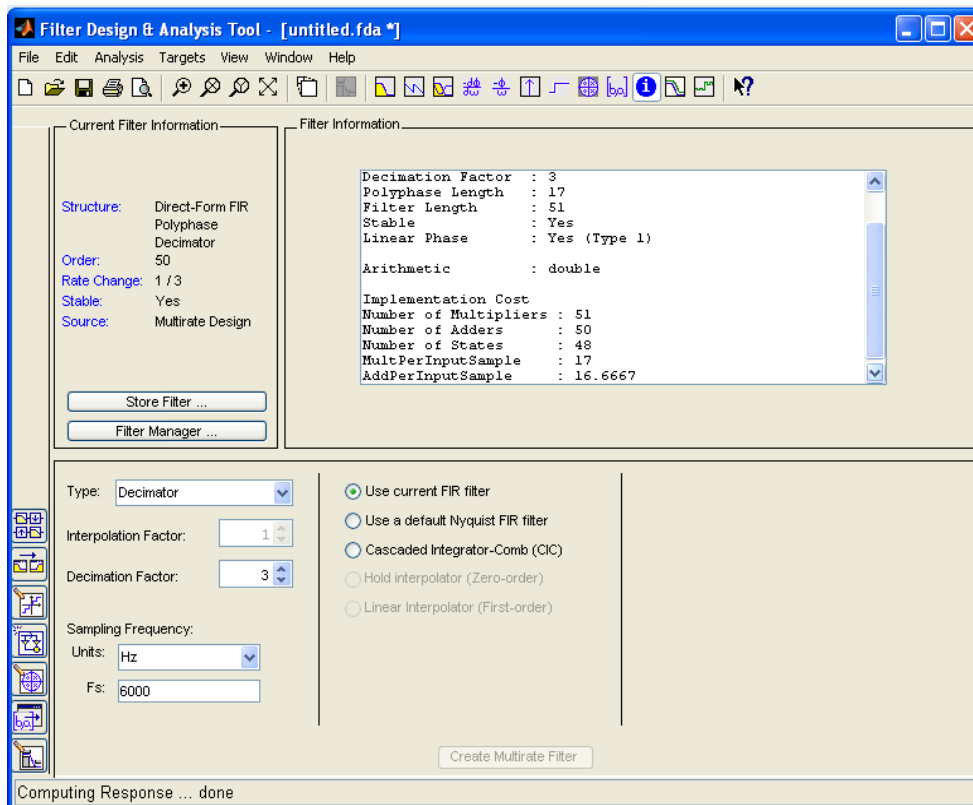 Filter Design & Analysis Tool - [untitled.fda *]
File Edit Analysis Targets View Window Help
Current Filter Information
Structure: Direct-Form FIR
Polyphase
Decimator
Order: 50
Rate Change: 1 / 3
Stable: Yes
Source: Multirate Design
Store Filter ...
Filter Manager ...
Filter Information
Decimation Factor : 3
Polyphase Length : 17
Filter Length : 51
Stable : Yes
Linear Phase : Yes (Type 1)
Arithmetic : double
Implementation Cost
Number of Multipliers : 51
Number of Adders : 50
Number of States : 48
MultPerInputSample : 17
AddPerInputSample : 16.6667
Type: Decimator
Interpolation Factor: 1
Decimation Factor: 3
Sampling Frequency:
Units: Hz
Fs: 6000
Use current FIR filter
Use a default Nyquist FIR filter
Cascaded Integrator-Comb (CIC)
Hold interpolator (Zero-order)
Linear Interpolator (First-order)
Create Multirate Filter
Computing Response ... done